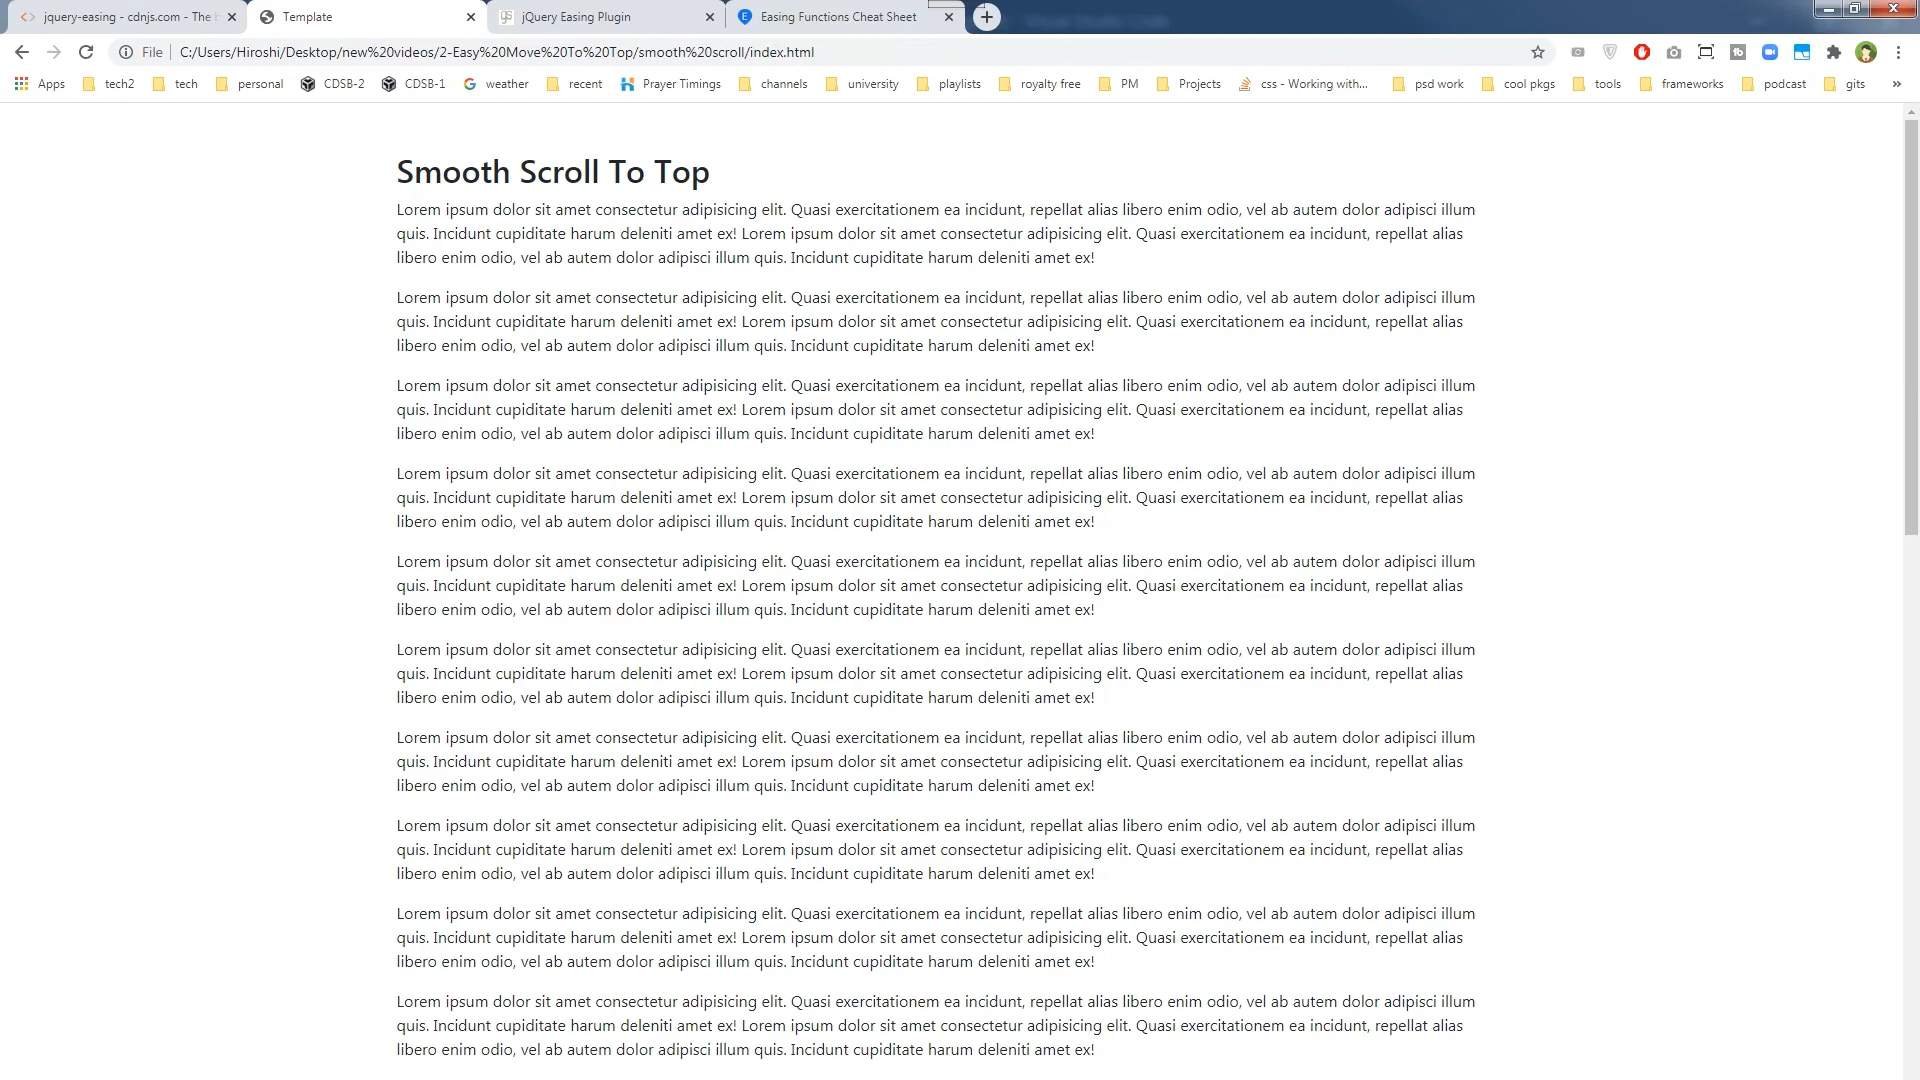 jquery-easing - cdnjs.com - The
Template
jQuery Easing Plugin
Easing Functions Cheat Sheet
File
C:/Users/Hiroshi/Desktop/new%20videos/2-Easy%20Move%20To%20Top/smooth%20scroll/index.html
Apps
tech2
tech
personal
CDSB-2
CDSB-1
weather
recent
Prayer Timings
channels
university
playlists
royalty free
PM
Projects
css - Working with...
psd work
cool pkgs
tools
frameworks
podcast
gits
Smooth Scroll To Top
Lorem ipsum dolor sit amet consectetur adipisicing elit. Quasi exercitationem ea incidunt, repellat alias libero enim odio, vel ab autem dolor adipisci illum
quis. Incidunt cupiditate harum deleniti amet ex! Lorem ipsum dolor sit amet consectetur adipisicing elit. Quasi exercitationem ea incidunt, repellat alias
libero enim odio, vel ab autem dolor adipisci illum quis. Incidunt cupiditate harum deleniti amet ex!
Lorem ipsum dolor sit amet consectetur adipisicing elit. Quasi exercitationem ea incidunt, repellat alias libero enim odio, vel ab autem dolor adipisci illum
quis. Incidunt cupiditate harum deleniti amet ex! Lorem ipsum dolor sit amet consectetur adipisicing elit. Quasi exercitationem ea incidunt, repellat alias
libero enim odio, vel ab autem dolor adipisci illum quis. Incidunt cupiditate harum deleniti amet ex!
Lorem ipsum dolor sit amet consectetur adipisicing elit. Quasi exercitationem ea incidunt, repellat alias libero enim odio, vel ab autem dolor adipisci illum
quis. Incidunt cupiditate harum deleniti amet ex! Lorem ipsum dolor sit amet consectetur adipisicing elit. Quasi exercitationem ea incidunt, repellat alias
libero enim odio, vel ab autem dolor adipisci illum quis. Incidunt cupiditate harum deleniti amet ex!
Lorem ipsum dolor sit amet consectetur adipisicing elit. Quasi exercitationem ea incidunt, repellat alias libero enim odio, vel ab autem dolor adipisci illum
quis. Incidunt cupiditate harum deleniti amet ex! Lorem ipsum dolor sit amet consectetur adipisicing elit. Quasi exercitationem ea incidunt, repellat alias
libero enim odio, vel ab autem dolor adipisci illum quis. Incidunt cupiditate harum deleniti amet ex!
Lorem ipsum dolor sit amet consectetur adipisicing elit. Quasi exercitationem ea incidunt, repellat alias libero enim odio, vel ab autem dolor adipisci illum
quis. Incidunt cupiditate harum deleniti amet ex! Lorem ipsum dolor sit amet consectetur adipisicing elit. Quasi exercitationem ea incidunt, repellat alias
libero enim odio, vel ab autem dolor adipisci illum quis. Incidunt cupiditate harum deleniti amet ex!
Lorem ipsum dolor sit amet consectetur adipisicing elit. Quasi exercitationem ea incidunt, repellat alias libero enim odio, vel ab autem dolor adipisci illum
quis. Incidunt cupiditate harum deleniti amet ex! Lorem ipsum dolor sit amet consectetur adipisicing elit. Quasi exercitationem ea incidunt, repellat alias
libero enim odio, vel ab autem dolor adipisci illum quis. Incidunt cupiditate harum deleniti amet ex!
Lorem ipsum dolor sit amet consectetur adipisicing elit. Quasi exercitationem ea incidunt, repellat alias libero enim odio, vel ab autem dolor adipisci illum
quis. Incidunt cupiditate harum deleniti amet ex! Lorem ipsum dolor sit amet consectetur adipisicing elit. Quasi exercitationem ea incidunt, repellat alias
libero enim odio, vel ab autem dolor adipisci illum quis. Incidunt cupiditate harum deleniti amet ex!
Lorem ipsum dolor sit amet consectetur adipisicing elit. Quasi exercitationem ea incidunt, repellat alias libero enim odio, vel ab autem dolor adipisci illum
quis. Incidunt cupiditate harum deleniti amet ex! Lorem ipsum dolor sit amet consectetur adipisicing elit. Quasi exercitationem ea incidunt, repellat alias
libero enim odio, vel ab autem dolor adipisci illum quis. Incidunt cupiditate harum deleniti amet ex!
Lorem ipsum dolor sit amet consectetur adipisicing elit. Quasi exercitationem ea incidunt, repellat alias libero enim odio, vel ab autem dolor adipisci illum
quis. Incidunt cupiditate harum deleniti amet ex! Lorem ipsum dolor sit amet consectetur adipisicing elit. Quasi exercitationem ea incidunt, repellat alias
libero enim odio, vel ab autem dolor adipisci illum quis. Incidunt cupiditate harum deleniti amet ex!
Lorem ipsum dolor sit amet consectetur adipisicing elit. Quasi exercitationem ea incidunt, repellat alias libero enim odio, vel ab autem dolor adipisci illum
quis. Incidunt cupiditate harum deleniti amet ex! Lorem ipsum dolor sit amet consectetur adipisicing elit. Quasi exercitationem ea incidunt, repellat alias
libero enim odio, vel ab autem dolor adipisci illum quis. Incidunt cupiditate harum deleniti amet ex!